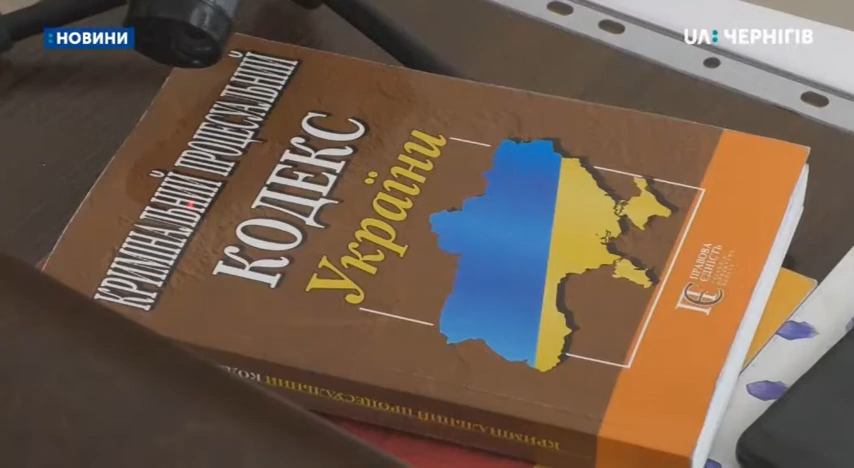 НОВИНИ
UA: ЧЕРНІГІВ
КРИМІНАЛЬНИЙ ПРОЦЕСУАЛЬНИЙ
КОДЕКС
України
ПРАВОВА
ЄДНІСТЬ
КРИМІНАЛЬНИЙ ПРОЦЕСУАЛЬНИЙ